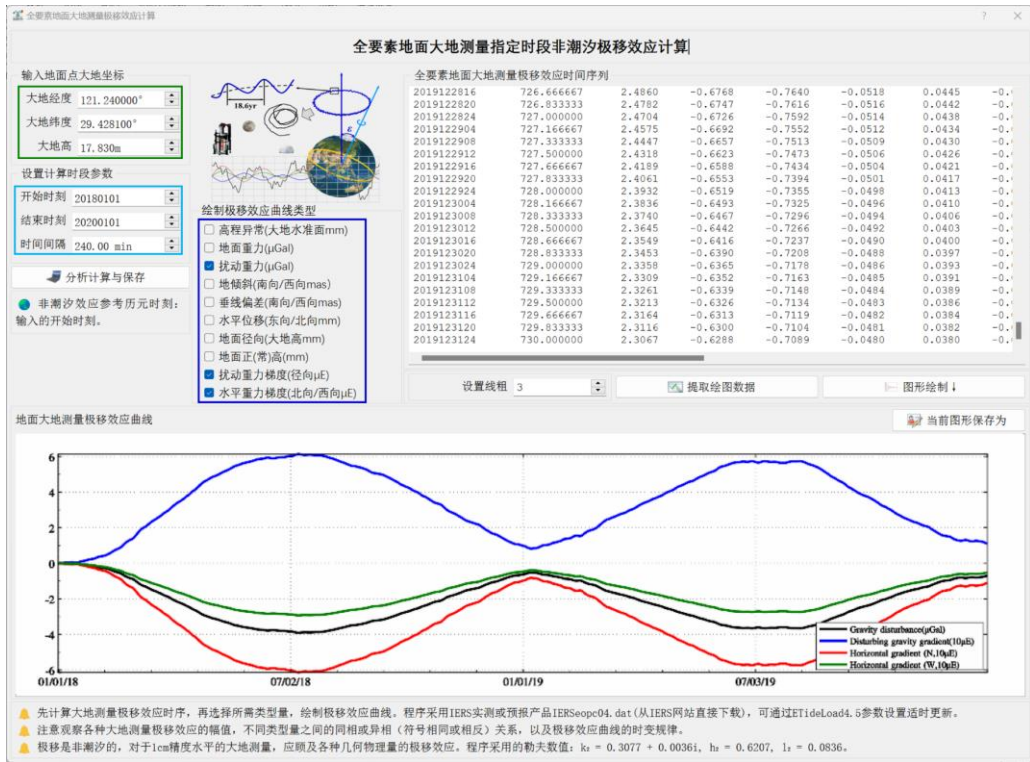 全要素地面大地测量极移效应计算
? ×
全要素地面大地测量指定时段非潮汐极移效应计算
输入地面点大地坐标
大地经度 121.240000°
大地纬度 29.428100°
大地高 17.830m
设置计算时段参数
开始时刻 20180101
结束时刻 20200101
时间间隔 240.00 min
分析计算与保存
非潮汐效应参考历元时刻:
输入的开始时刻。
18.6yr
ε
绘制极移效应曲线类型
高程异常(大地水准面mm)
地面重力(μGal)
扰动重力(μGal)
地倾斜(南向/西向mas)
垂线偏差(南向/西向mas)
水平位移(东向/北向mm)
地面径向(大地高mm)
地面正(常)高(mm)
扰动重力梯度(径向μE)
水平重力梯度(北向/西向μE)
全要素地面大地测量极移效应时间序列
2019122816 726.666667 2.4860 -0.6768 -0.7640 -0.0518 0.0445 -0.
2019122820 726.833333 2.4782 -0.6747 -0.7616 -0.0516 0.0442 -0.
2019122824 727.000000 2.4704 -0.6726 -0.7592 -0.0514 0.0438 -0.
2019122904 727.166667 2.4575 -0.6692 -0.7552 -0.0512 0.0434 -0.
2019122908 727.333333 2.4447 -0.6657 -0.7513 -0.0509 0.0430 -0.
2019122912 727.500000 2.4318 -0.6623 -0.7473 -0.0506 0.0426 -0.
2019122916 727.666667 2.4189 -0.6588 -0.7434 -0.0504 0.0421 -0.
2019122920 727.833333 2.4061 -0.6553 -0.7394 -0.0501 0.0417 -0.
2019122924 728.000000 2.3932 -0.6519 -0.7355 -0.0498 0.0413 -0.
2019123004 728.166667 2.3836 -0.6493 -0.7325 -0.0496 0.0410 -0.
2019123008 728.333333 2.3740 -0.6467 -0.7296 -0.0494 0.0406 -0.
2019123012 728.500000 2.3645 -0.6442 -0.7266 -0.0492 0.0403 -0.
2019123016 728.666667 2.3549 -0.6416 -0.7237 -0.0490 0.0400 -0.
2019123020 728.833333 2.3453 -0.6390 -0.7208 -0.0488 0.0397 -0.
2019123024 729.000000 2.3358 -0.6365 -0.7178 -0.0486 0.0393 -0.
2019123104 729.166667 2.3309 -0.6352 -0.7163 -0.0485 0.0391 -0.
2019123108 729.333333 2.3261 -0.6339 -0.7148 -0.0484 0.0389 -0.
2019123112 729.500000 2.3213 -0.6326 -0.7134 -0.0483 0.0386 -0.
2019123116 729.666667 2.3164 -0.6313 -0.7119 -0.0482 0.0384 -0.
2019123120 729.833333 2.3116 -0.6300 -0.7104 -0.0481 0.0382 -0.
2019123124 730.000000 2.3067 -0.6288 -0.7089 -0.0480 0.0380 -0.
设置线粗 3
提取绘图数据
图形绘制↓
地面大地测量极移效应曲线
当前图形保存为
6
4
2
0
-2
-4
-6
Gravity disturbance(μGal)
Disturbing gravity gradient(10μE)
Horizontal gradient (N,10μE)
Horizontal gradient (W,10μE)
01/01/18 07/02/18 01/01/19 07/03/19
先计算大地测量极移效应时序，再选择所需类型量，绘制极移效应曲线。程序采用IERS实测或预报产品IERSeopc04.dat(从IERS网站直接下载)，可通过ETideLoad4.5参数设置适时更新。
注意观察各种大地测量极移效应的幅值，不同类型量之间的同相或异相（符号相同或相反）关系，以及极移效应曲线的时变规律。
极移是非潮汐的，对于1cm精度水平的大地测量，应顾及各种几何物理量的极移效应。程序采用的勒夫数值：k₂ = 0.3077 + 0.0036i, h₂ = 0.6207, l₂ = 0.0836。